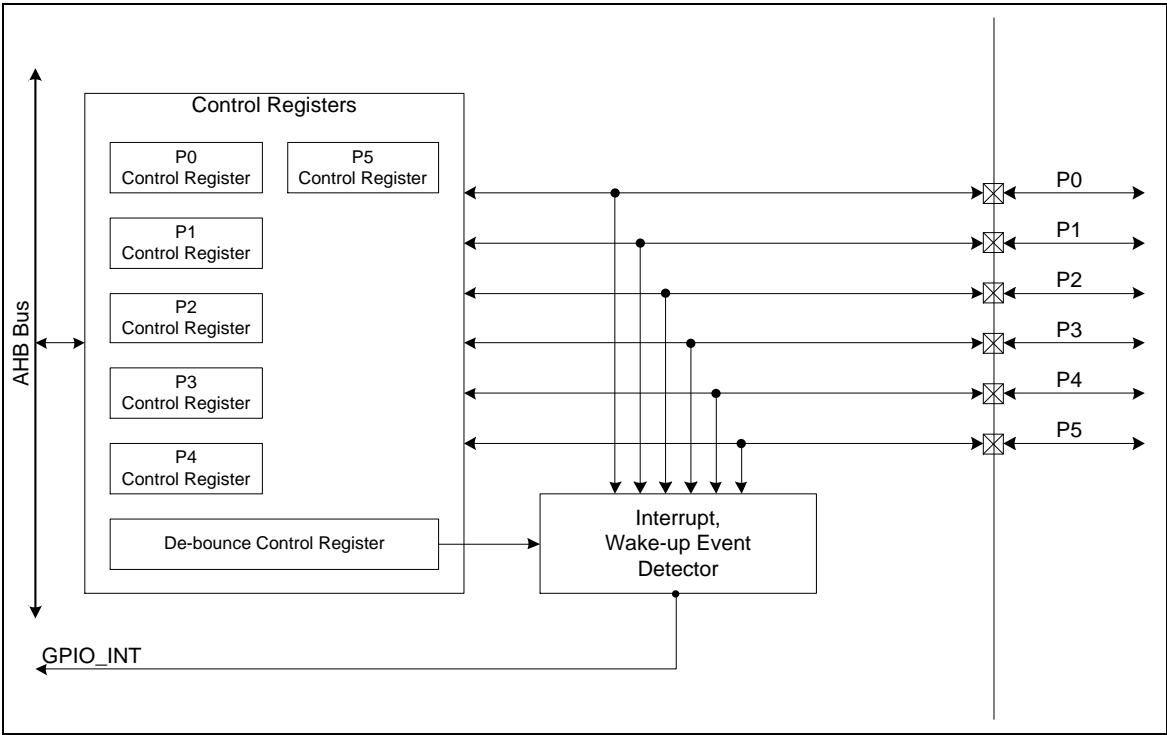 Control Registers
P0
Control Register
P5
Control Register
P1
Control Register
P2
Control Register
P3
Control Register
P4
Control Register
De-bounce Control Register
AHB Bus
Interrupt,
Wake-up Event
Detector
GPIO_INT
P0
P1
P2
P3
P4
P5